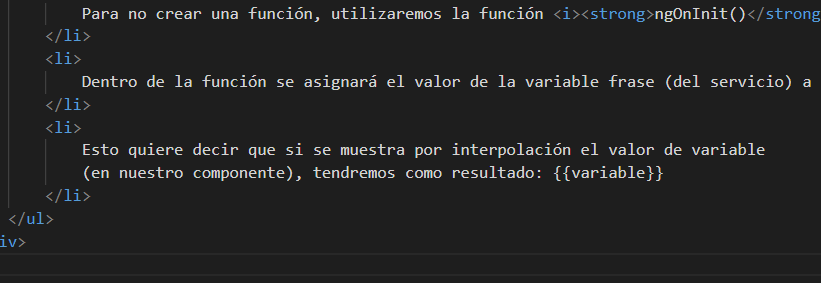 Para no crear una función, utilizaremos la función <i><strong>ngOnInit()</strong
</li>
<li>
Dentro de la función se asignará el valor de la variable frase (del servicio) a
</li>
<li>
Esto quiere decir que si se muestra por interpolación el valor de variable
(en nuestro componente), tendremos como resultado: {{variable}}
</li>
</ul>
iv>